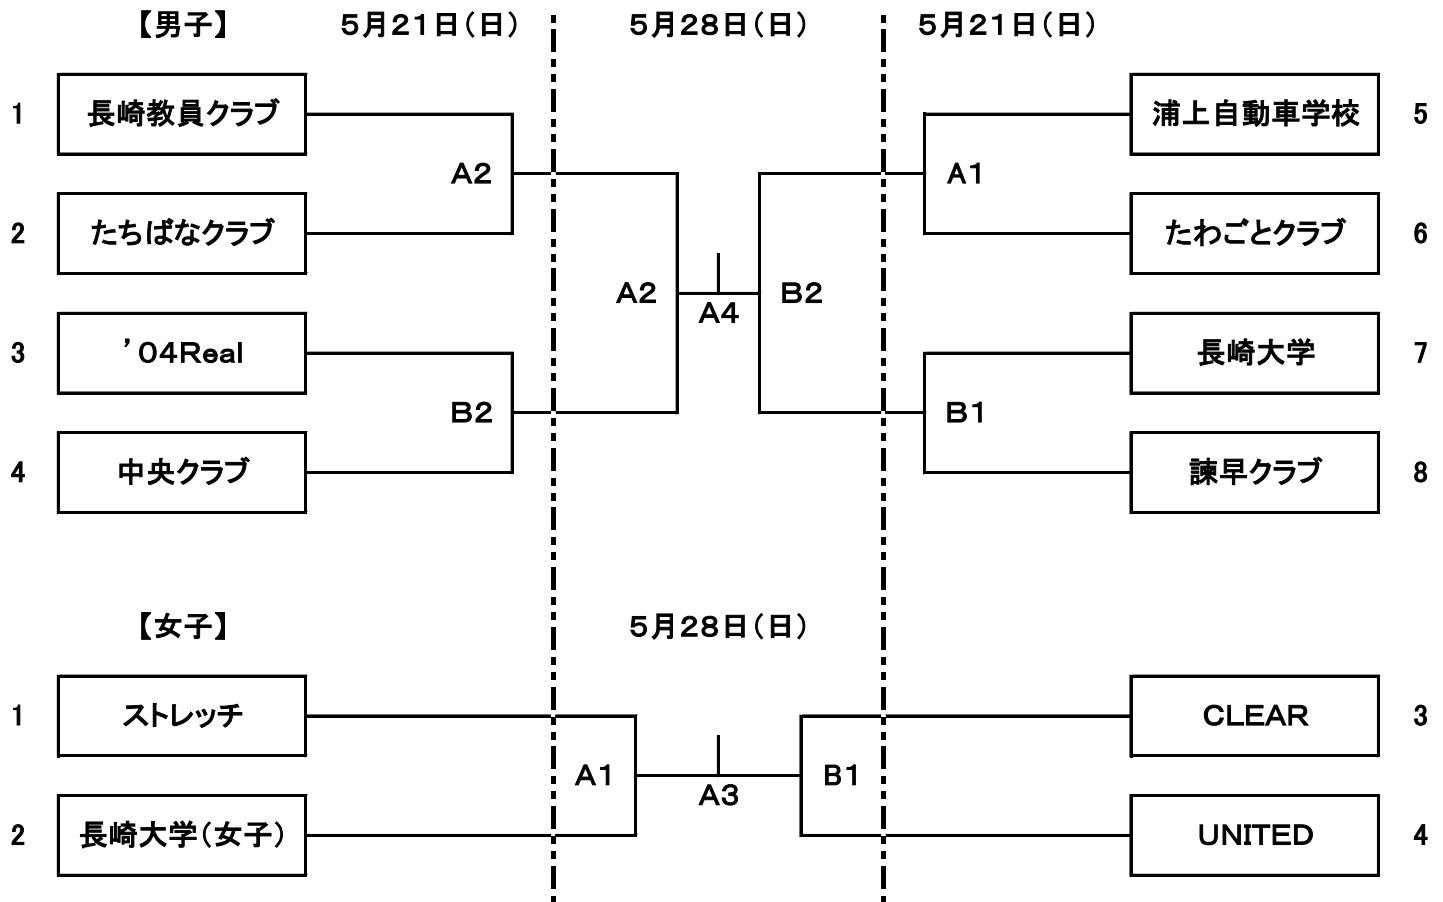 【男子】 5月21日(日) 5月28日(日) 5月21日(日)
1 長崎教員クラブ 浦上自動車学校 5
A2 A1
2 たちばなクラブ たわごとクラブ 6
A2 B2
A4
3 ’04Real 長崎大学 7
B2 B1
4 中央クラブ 諫早クラブ 8
【女子】 5月28日(日)
1 ストレッチ CLEAR 3
A1 B1
A3
2 長崎大学(女子) UNITED 4